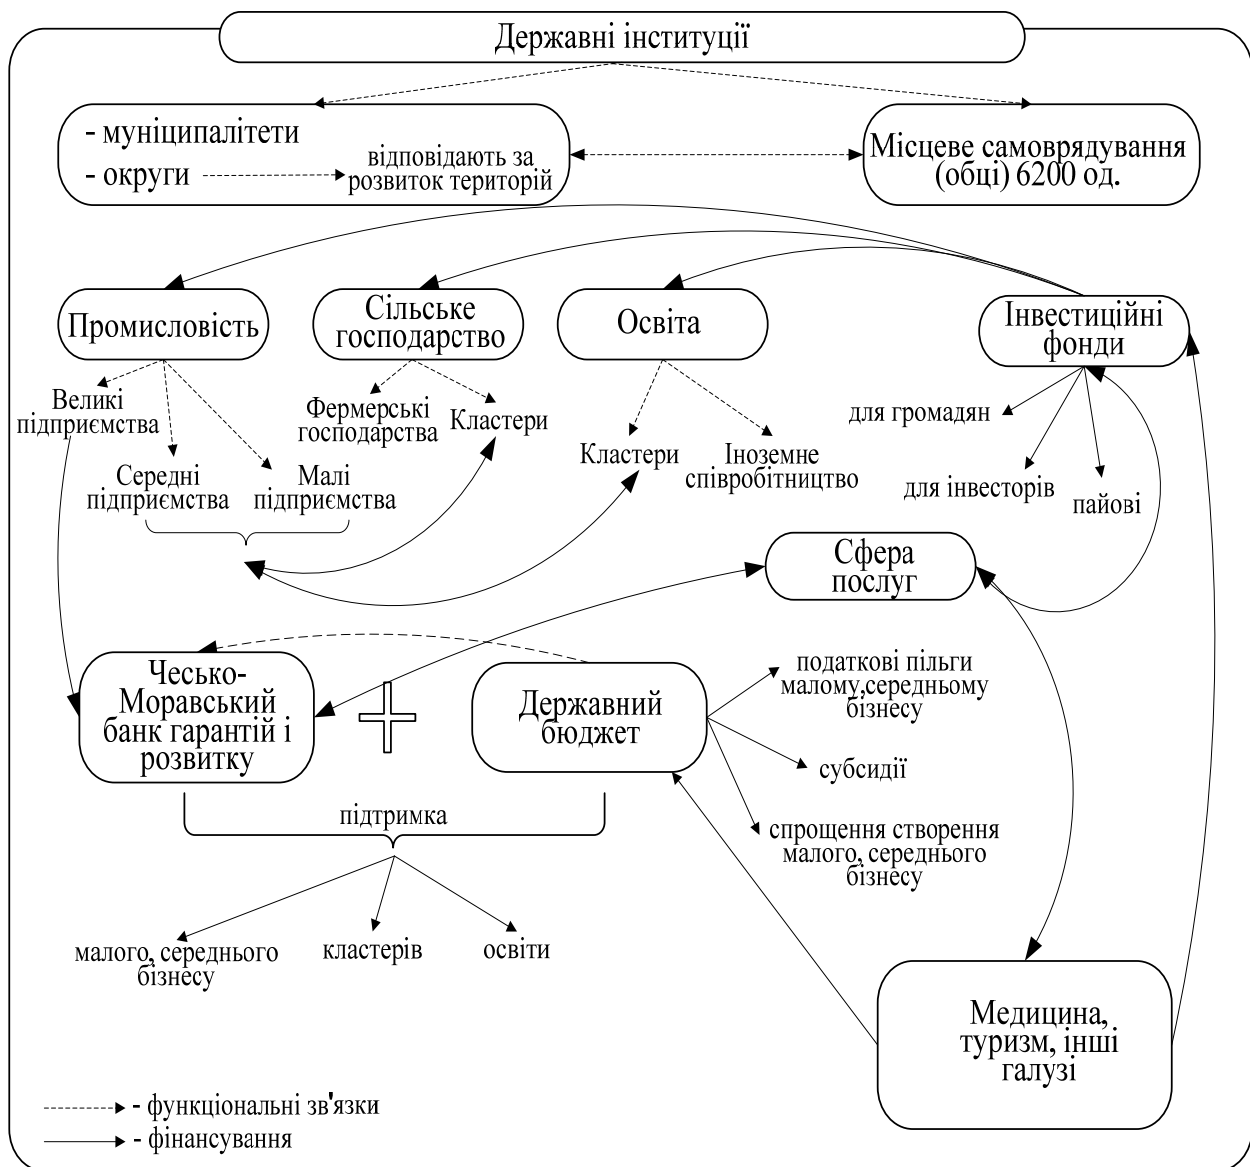 Державні інституції
- муніципалітети
- округи
відповідають за
розвиток територій
Місцеве самоврядування
(обці) 6200 од.
Промисловість
Сільське
господарство
Освіта
Інвестиційні
фонди
Великі
підприємства
Середні
підприємства
Малі
підприємства
Фермерські
господарства
Кластери
Кластери
Іноземне
співробітництво
для громадян
для інвесторів
пайові
Сфера
послуг
Чесько-
Моравський
банк гарантій і
розвитку
Державний
бюджет
податкові пільги
малому,середньому
бізнесу
субсидії
спрощення створення
малого, середнього
бізнесу
підтримка
малого, середнього
бізнесу
кластерів
освіти
Медицина,
туризм, інші
галузі
- функціональні зв'язки
- фінансування